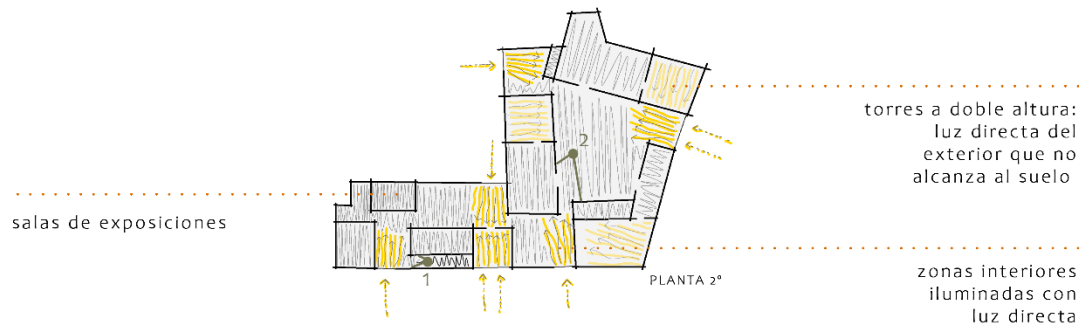 2
torres a doble altura:
luz directa del
exterior que no
alcanza al suelo
salas de exposiciones
1
PLANTA 2º
zonas interiores
iluminadas con
luz directa